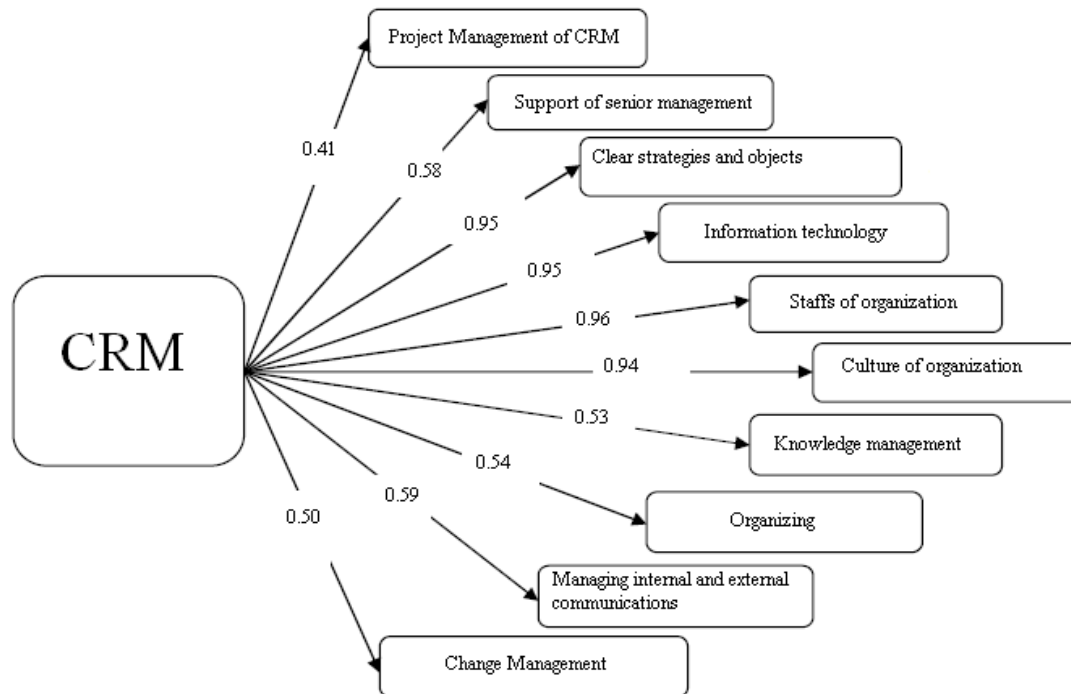 Project Management of CRM
Support of senior management
0.41
0.58
Clear strategies and objects
0.95
Information technology
0.95
Staffs of organization
0.96
CRM
0.94
Culture of organization
0.53
Knowledge management
0.54
0.59
0.50
Organizing
Managing internal and external
communications
Change Management